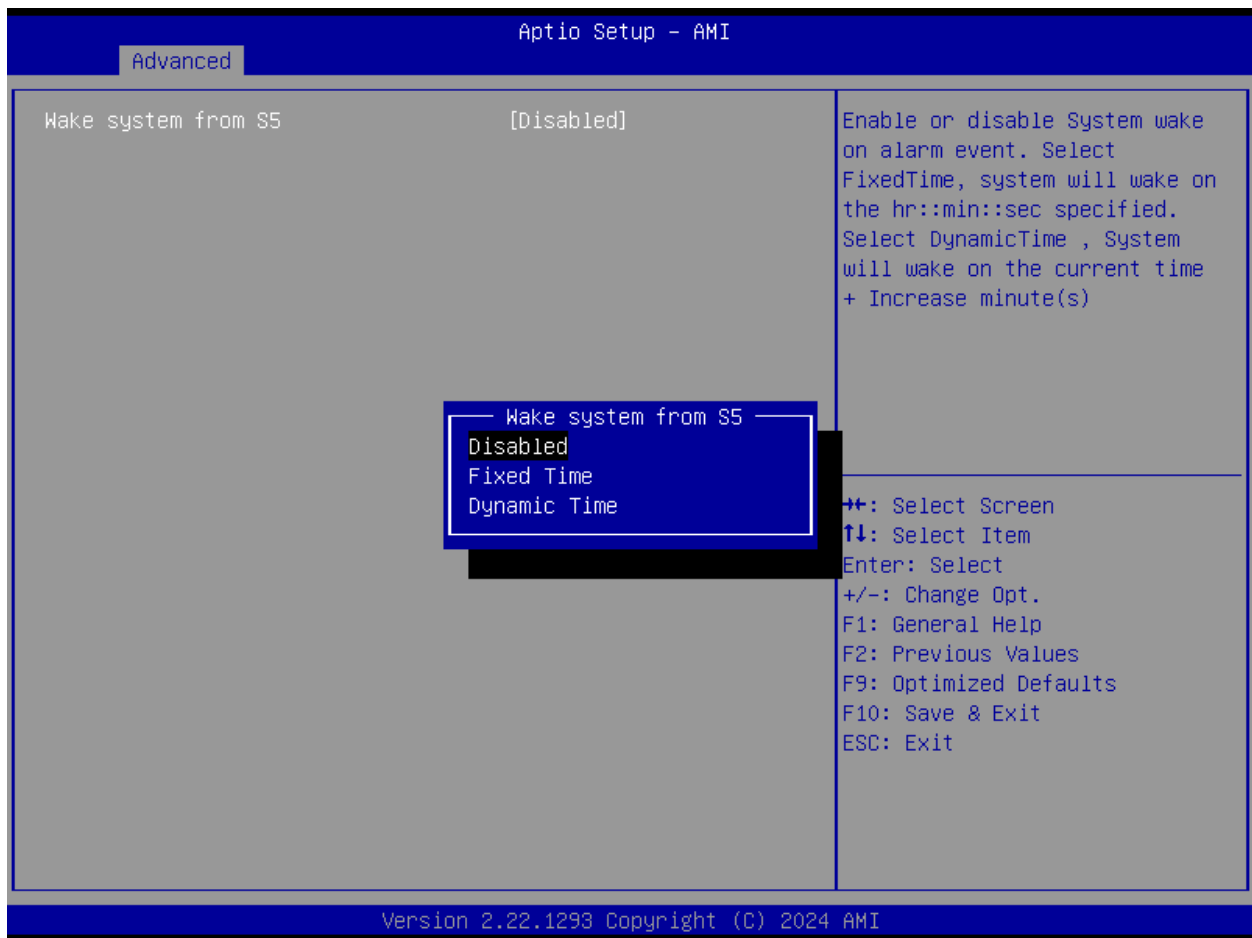 Aptio Setup - AMI
Advanced
Wake system from S5 [Disabled]
Enable or disable System wake
on alarm event. Select
FixedTime, system will wake on
the hr::min::sec specified.
Select DynamicTime , System
will wake on the current time
+ Increase minute(s)
Wake system from S5
Disabled
Fixed Time
Dynamic Time
→←: Select Screen
↑↓: Select Item
Enter: Select
+/-: Change Opt.
F1: General Help
F2: Previous Values
F9: Optimized Defaults
F10: Save & Exit
ESC: Exit
Version 2.22.1293 Copyright (C) 2024 AMI